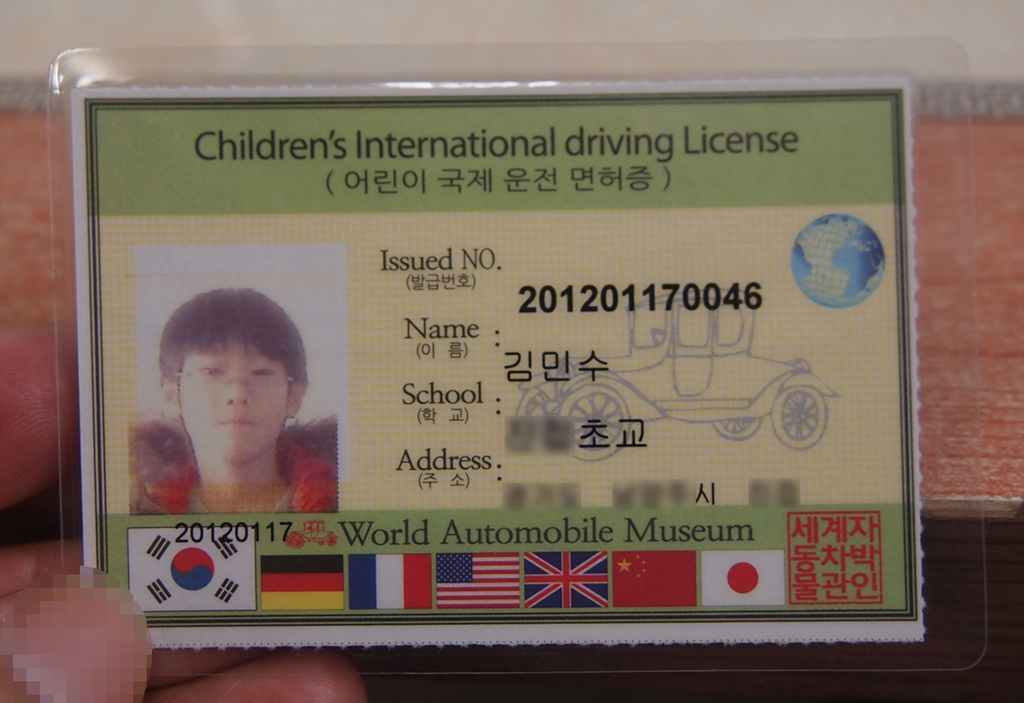 Children's International driving License
( 어린이 국제 운전 면허증 )
Issued NO.
(발급번호)
201201170046
Name :
(이 름)
김민수
School :
(학 교)
초교
Address :
(주 소)
시
20120117
World Automobile Museum
세계자
동차박
물관인